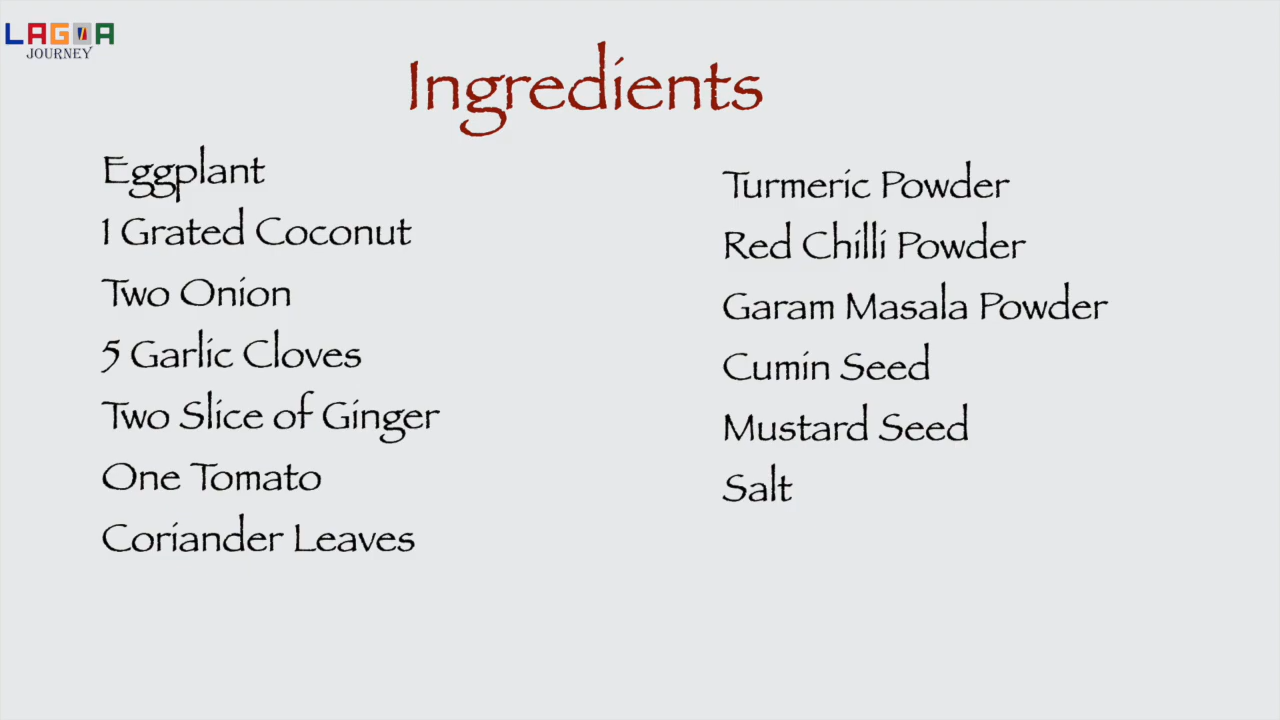 LAGOA
JOURNEY
Ingredients
Eggplant
1 Grated Coconut
Two Onion
5 Garlic Cloves
Two Slice of Ginger
One Tomato
Coriander Leaves
Turmeric Powder
Red Chilli Powder
Garam Masala Powder
Cumin Seed
Mustard Seed
Salt